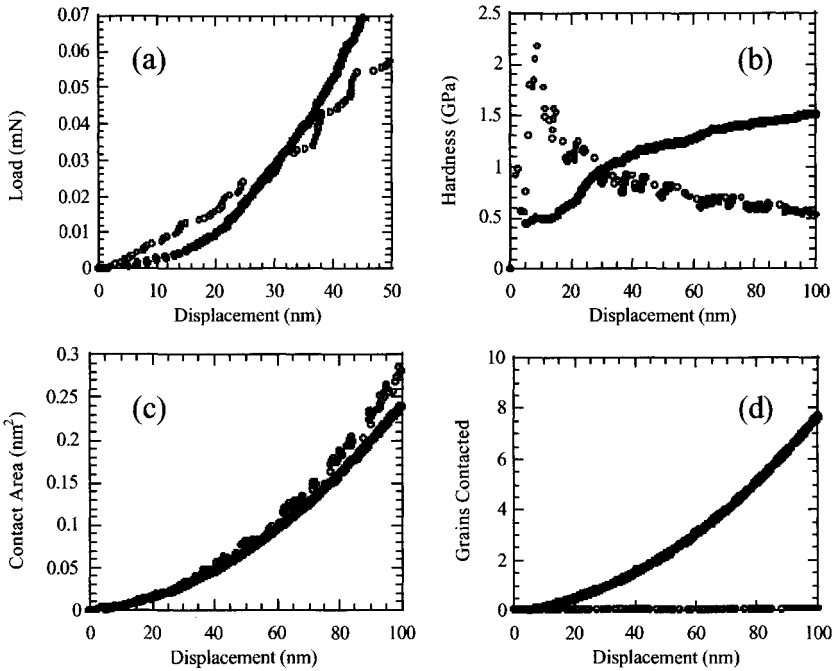 (a)
0.07
0.06
0.05
0.04
0.03
0.02
0.01
0
Load (mN)
0 10 20 30 40 50
Displacement (nm)
(b)
2.5
2
1.5
1
0.5
0
Hardness (GPa)
0 20 40 60 80 100
Displacement (nm)
(c)
0.3
0.25
0.2
0.15
0.1
0.05
0
Contact Area (nm²)
0 20 40 60 80 100
Displacement (nm)
(d)
10
8
6
4
2
0
Grains Contacted
0 20 40 60 80 100
Displacement (nm)